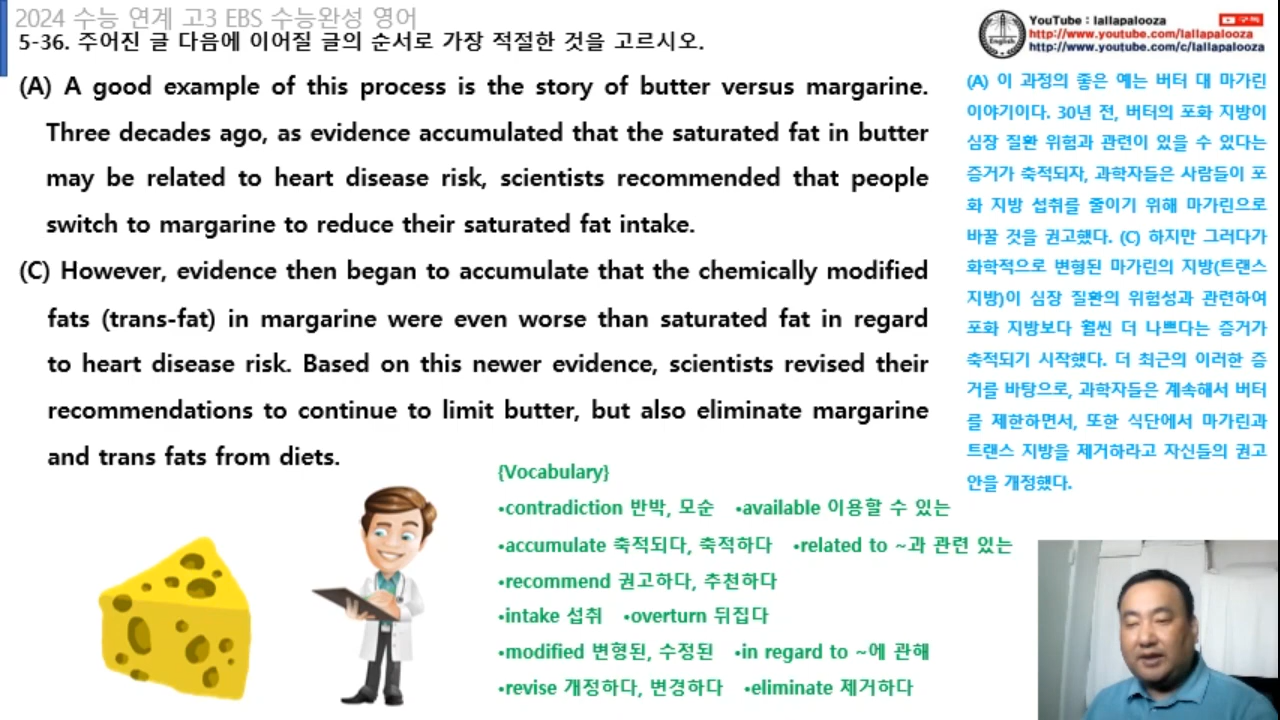 2024 수능 연계 고3 EBS 수능완성 영어
5-36. 주어진 글 다음에 이어질 글의 순서로 가장 적절한 것을 고르시오.
(A) A good example of this process is the story of butter versus margarine.
Three decades ago, as evidence accumulated that the saturated fat in butter
may be related to heart disease risk, scientists recommended that people
switch to margarine to reduce their saturated fat intake.
(C) However, evidence then began to accumulate that the chemically modified
fats (trans-fat) in margarine were even worse than saturated fat in regard
to heart disease risk. Based on this newer evidence, scientists revised their
recommendations to continue to limit butter, but also eliminate margarine
and trans fats from diets.
{Vocabulary}
•contradiction 반박, 모순 •available 이용할 수 있는
•accumulate 축적되다, 축적하다 •related to ~과 관련 있는
•recommend 권고하다, 추천하다
•intake 섭취 •overturn 뒤집다
•modified 변형된, 수정된 •in regard to ~에 관해
•revise 개정하다, 변경하다 •eliminate 제거하다
English
YouTube : lallapalooza
구독
http://www.youtube.com/lallapalooza
http://www.youtube.com/c/lallapalooza
(A) 이 과정의 좋은 예는 버터 대 마가린
이야기이다. 30년 전, 버터의 포화 지방이
심장 질환 위험과 관련이 있을 수 있다는
증거가 축적되자, 과학자들은 사람들이 포
화 지방 섭취를 줄이기 위해 마가린으로
바꿀 것을 권고했다. (C) 하지만 그러다가
화학적으로 변형된 마가린의 지방(트랜스
지방)이 심장 질환의 위험성과 관련하여
포화 지방보다 훨씬 더 나쁘다는 증거가
축적되기 시작했다. 더 최근의 이러한 증
거를 바탕으로, 과학자들은 계속해서 버터
를 제한하면서, 또한 식단에서 마가린과
트랜스 지방을 제거하라고 자신들의 권고
안을 개정했다.